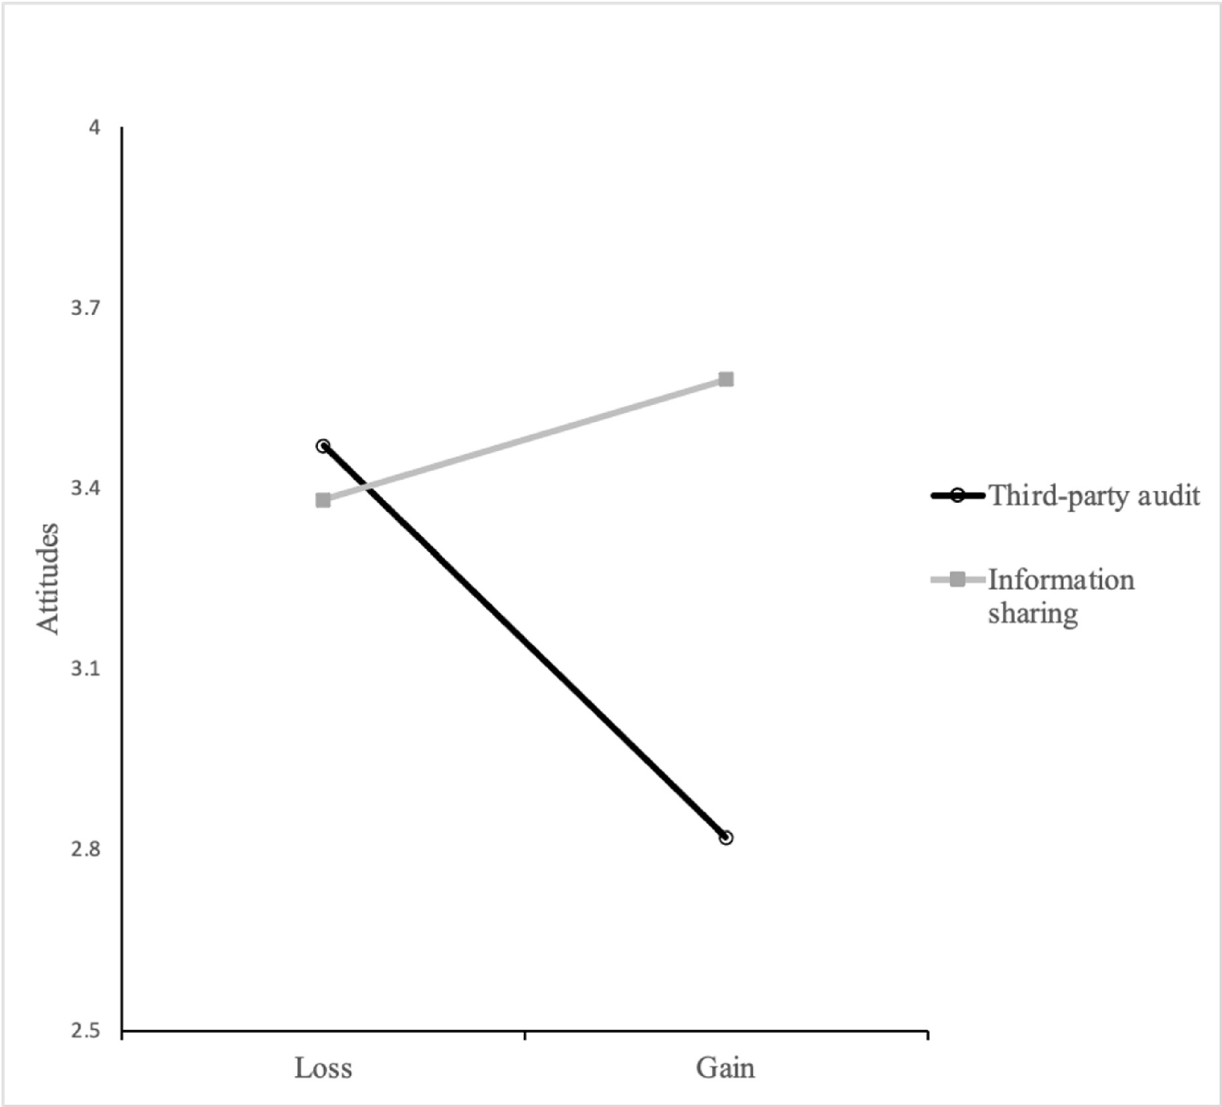 4
3.7
3.4
3.1
2.8
2.5
Attitudes
Loss
Gain
Third-party audit
Information
sharing